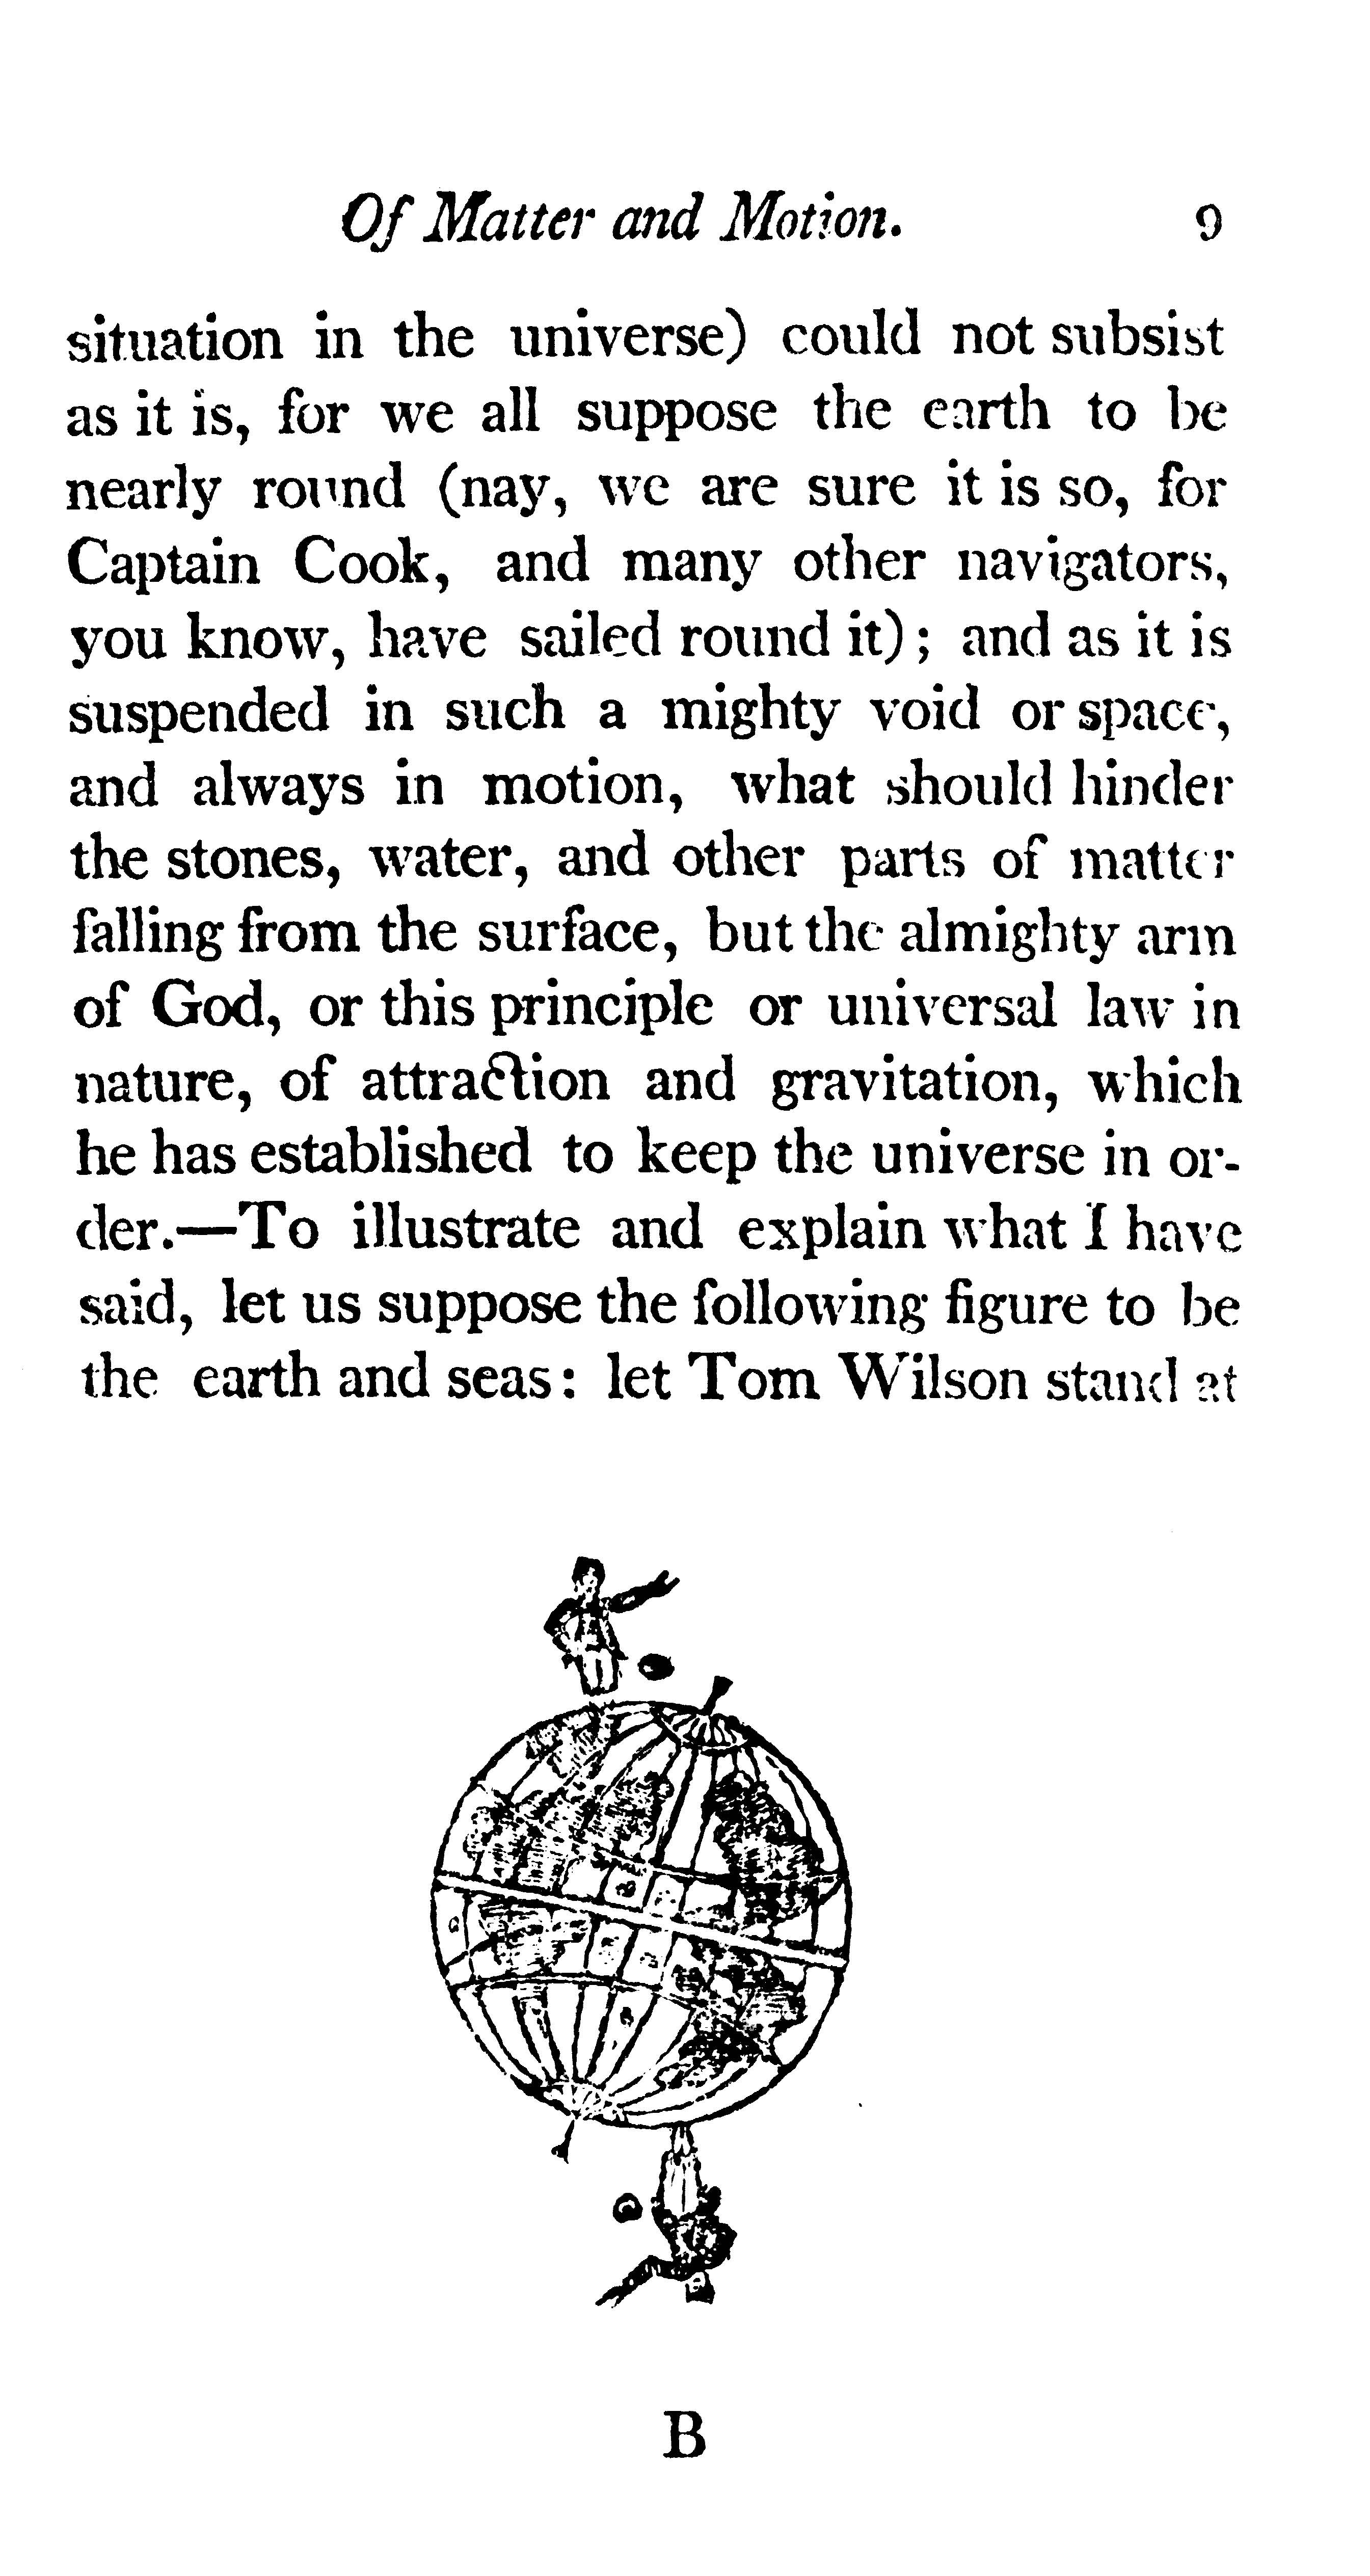 Of Matter and Motion. 9
situation in the universe) could not subsist
as it is, for we all suppose the earth to be
nearly round (nay, we are sure it is so, for
Captain Cook, and many other navigators,
you know, have sailed round it); and as it is
suspended in such a mighty void or space,
and always in motion, what should hinder
the stones, water, and other parts of matter
falling from the surface, but the almighty arm
of God, or this principle or universal law in
nature, of attraction and gravitation, which
he has established to keep the universe in or-
der.—To illustrate and explain what I have
said, let us suppose the following figure to be
the earth and seas: let Tom Wilson stand at
B